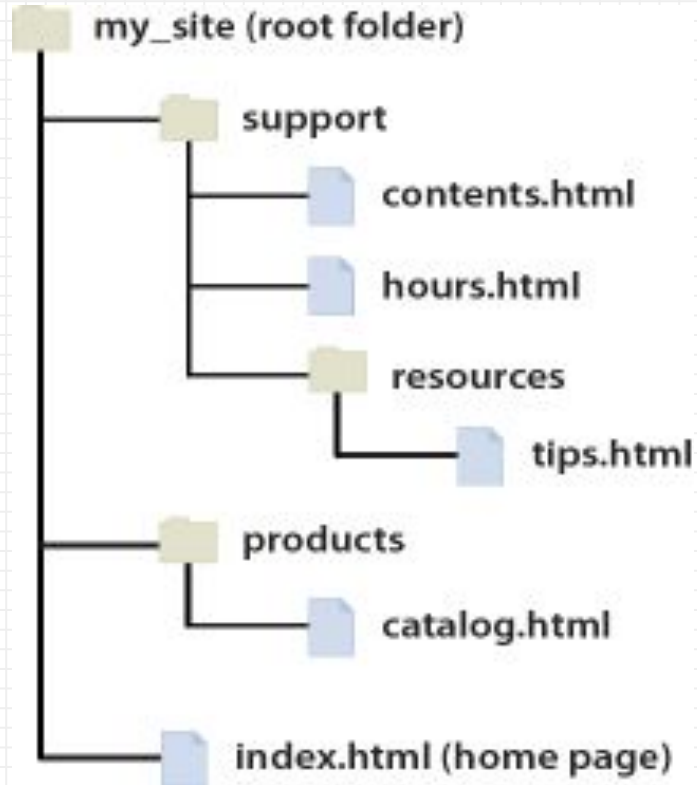 my_site (root folder)
support
contents.html
hours.html
resources
tips.html
products
catalog.html
index.html (home page)